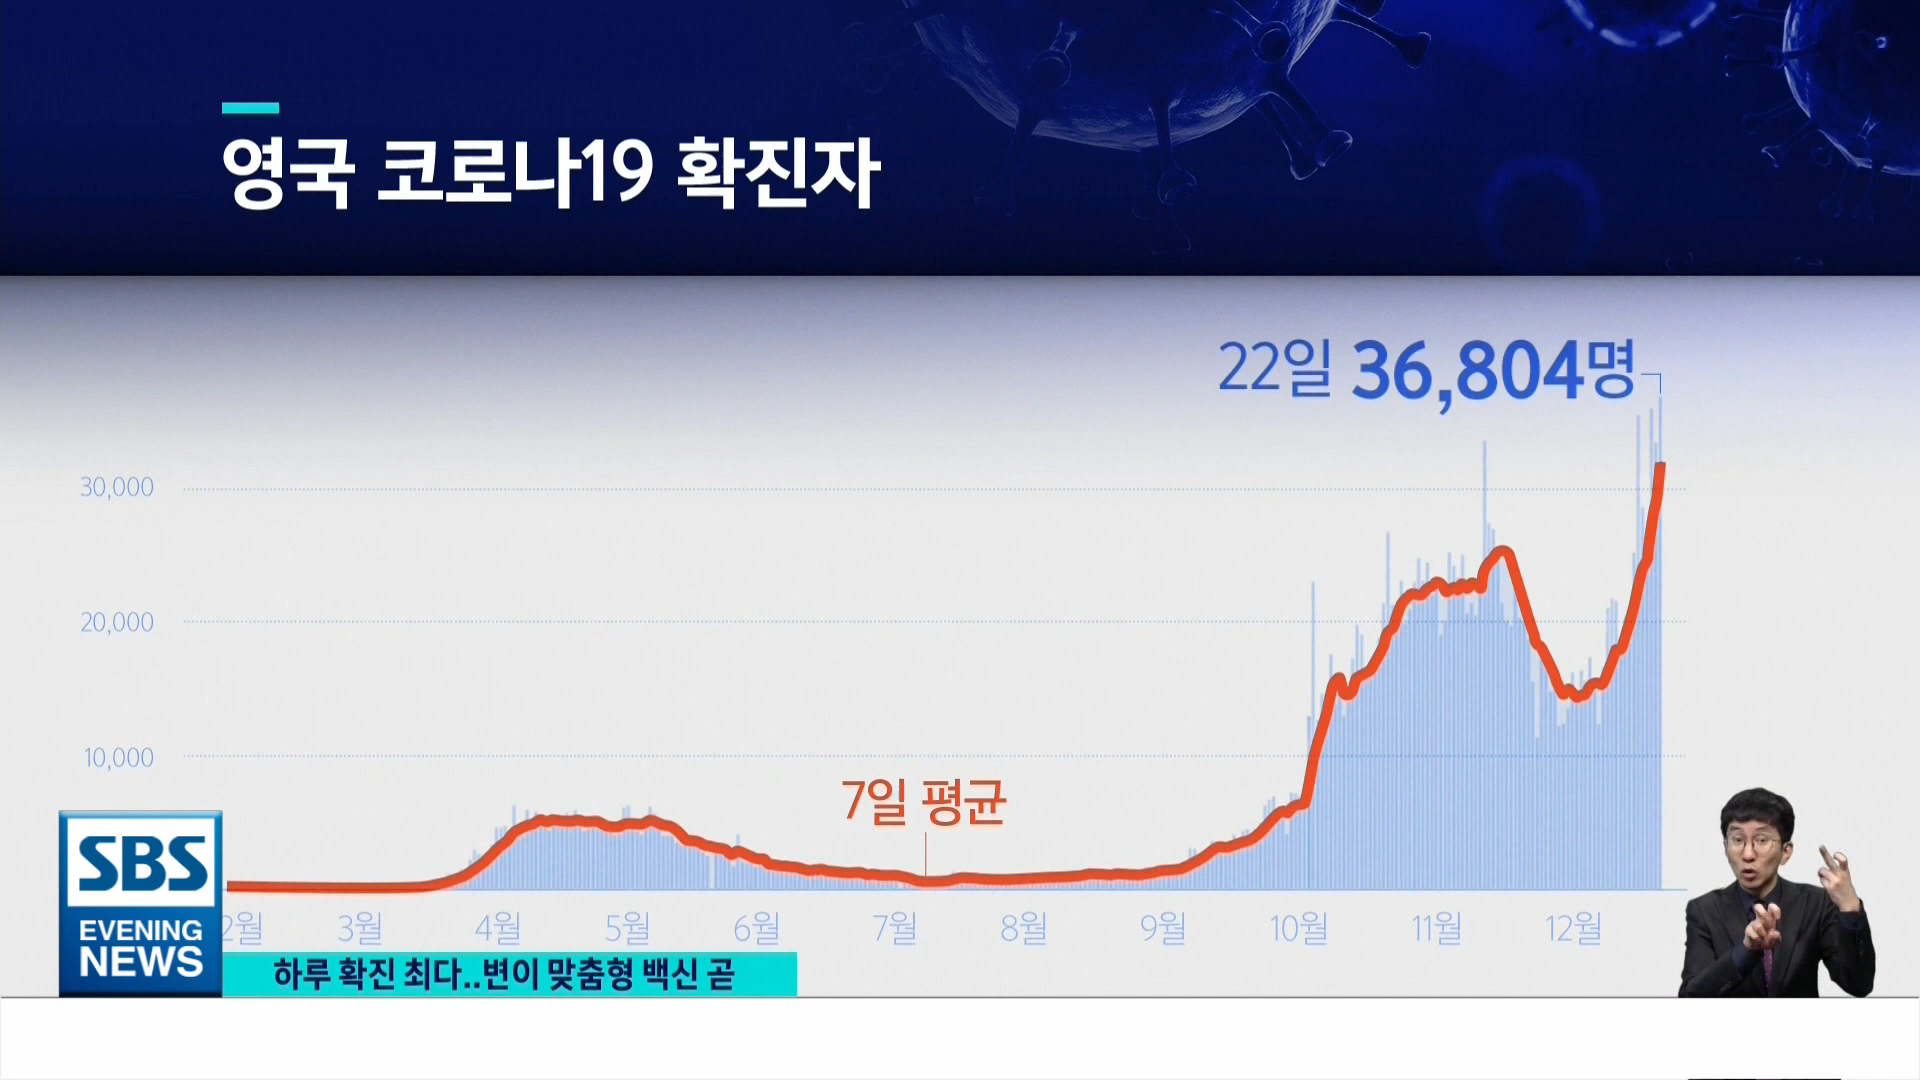 영국 코로나19 확진자
22일 36,804명
30,000
20,000
10,000
7일 평균
2월 3월 4월 5월 6월 7월 8월 9월 10월 11월 12월
SBS
EVENING
NEWS
하루 확진 최다..변이 맞춤형 백신 곧